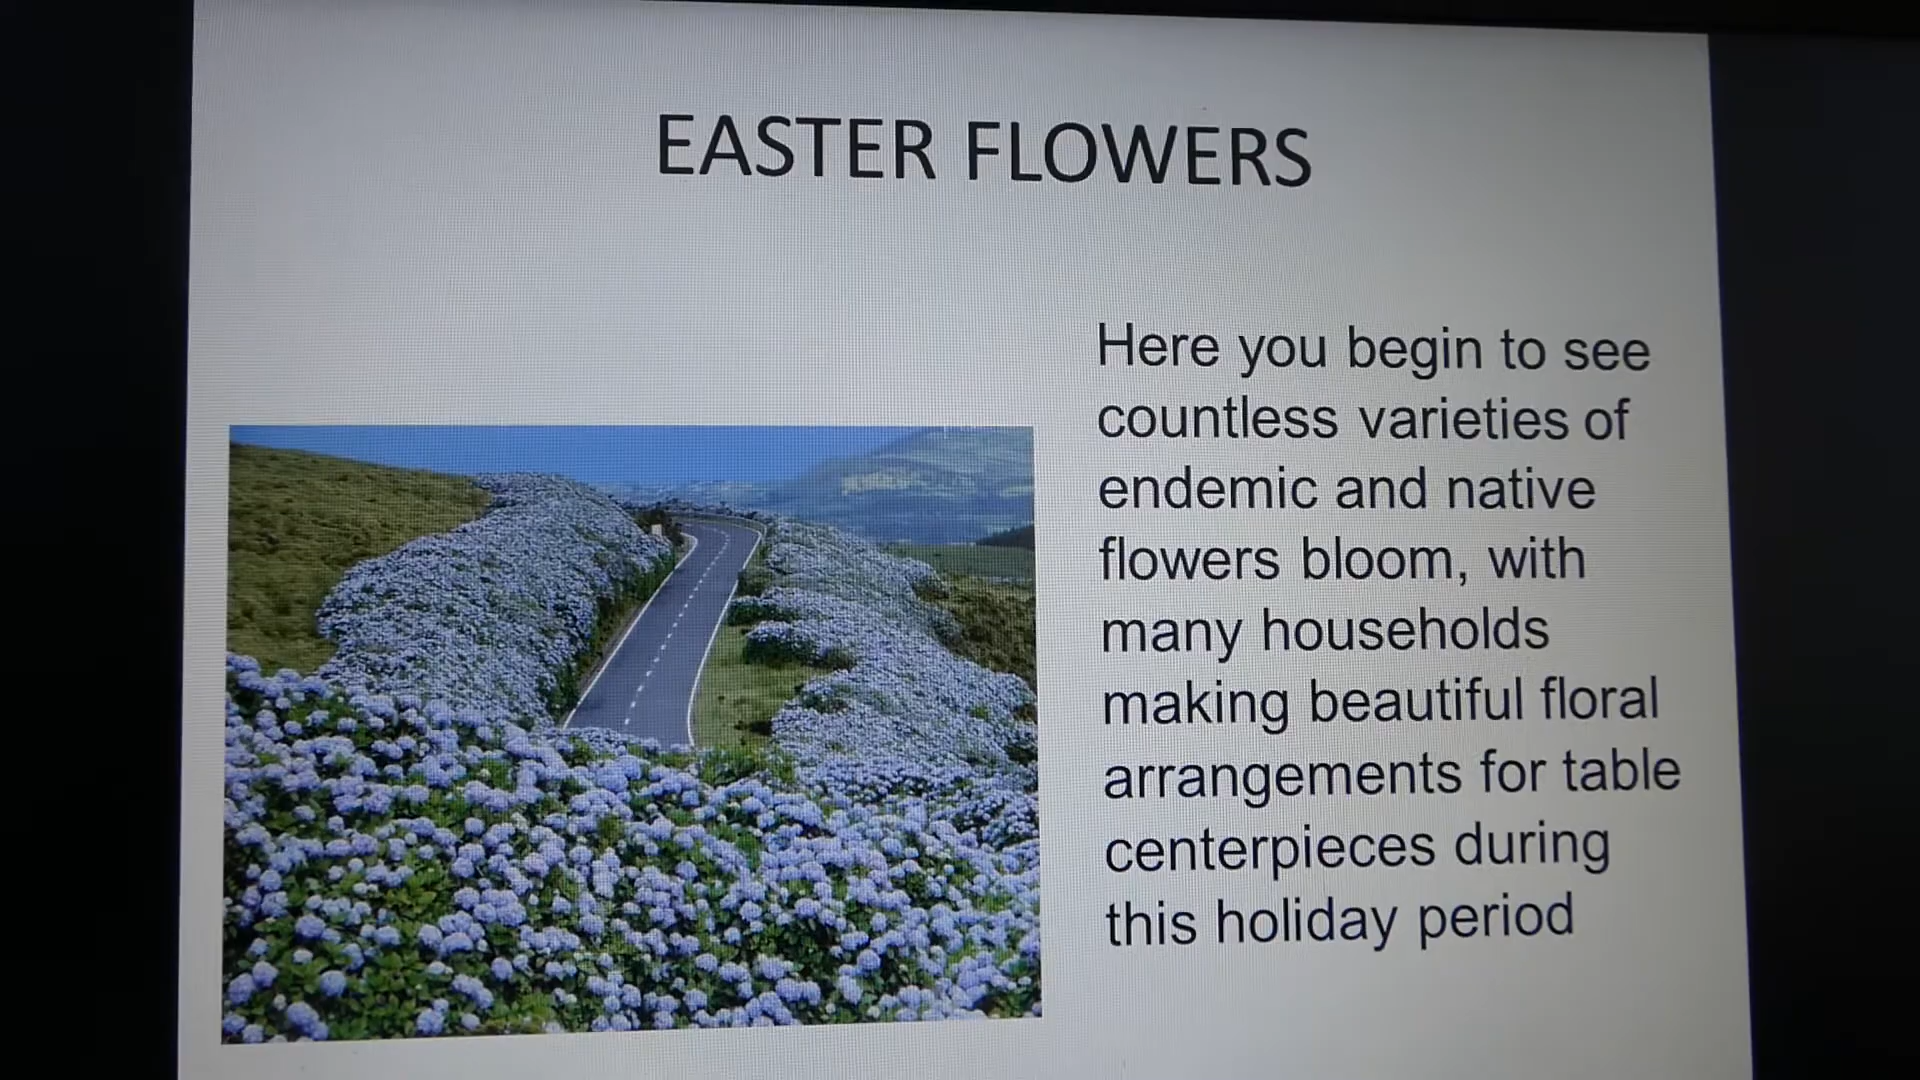 EASTER FLOWERS
Here you begin to see
countless varieties of
endemic and native
flowers bloom, with
many households
making beautiful floral
arrangements for table
centerpieces during
this holiday period